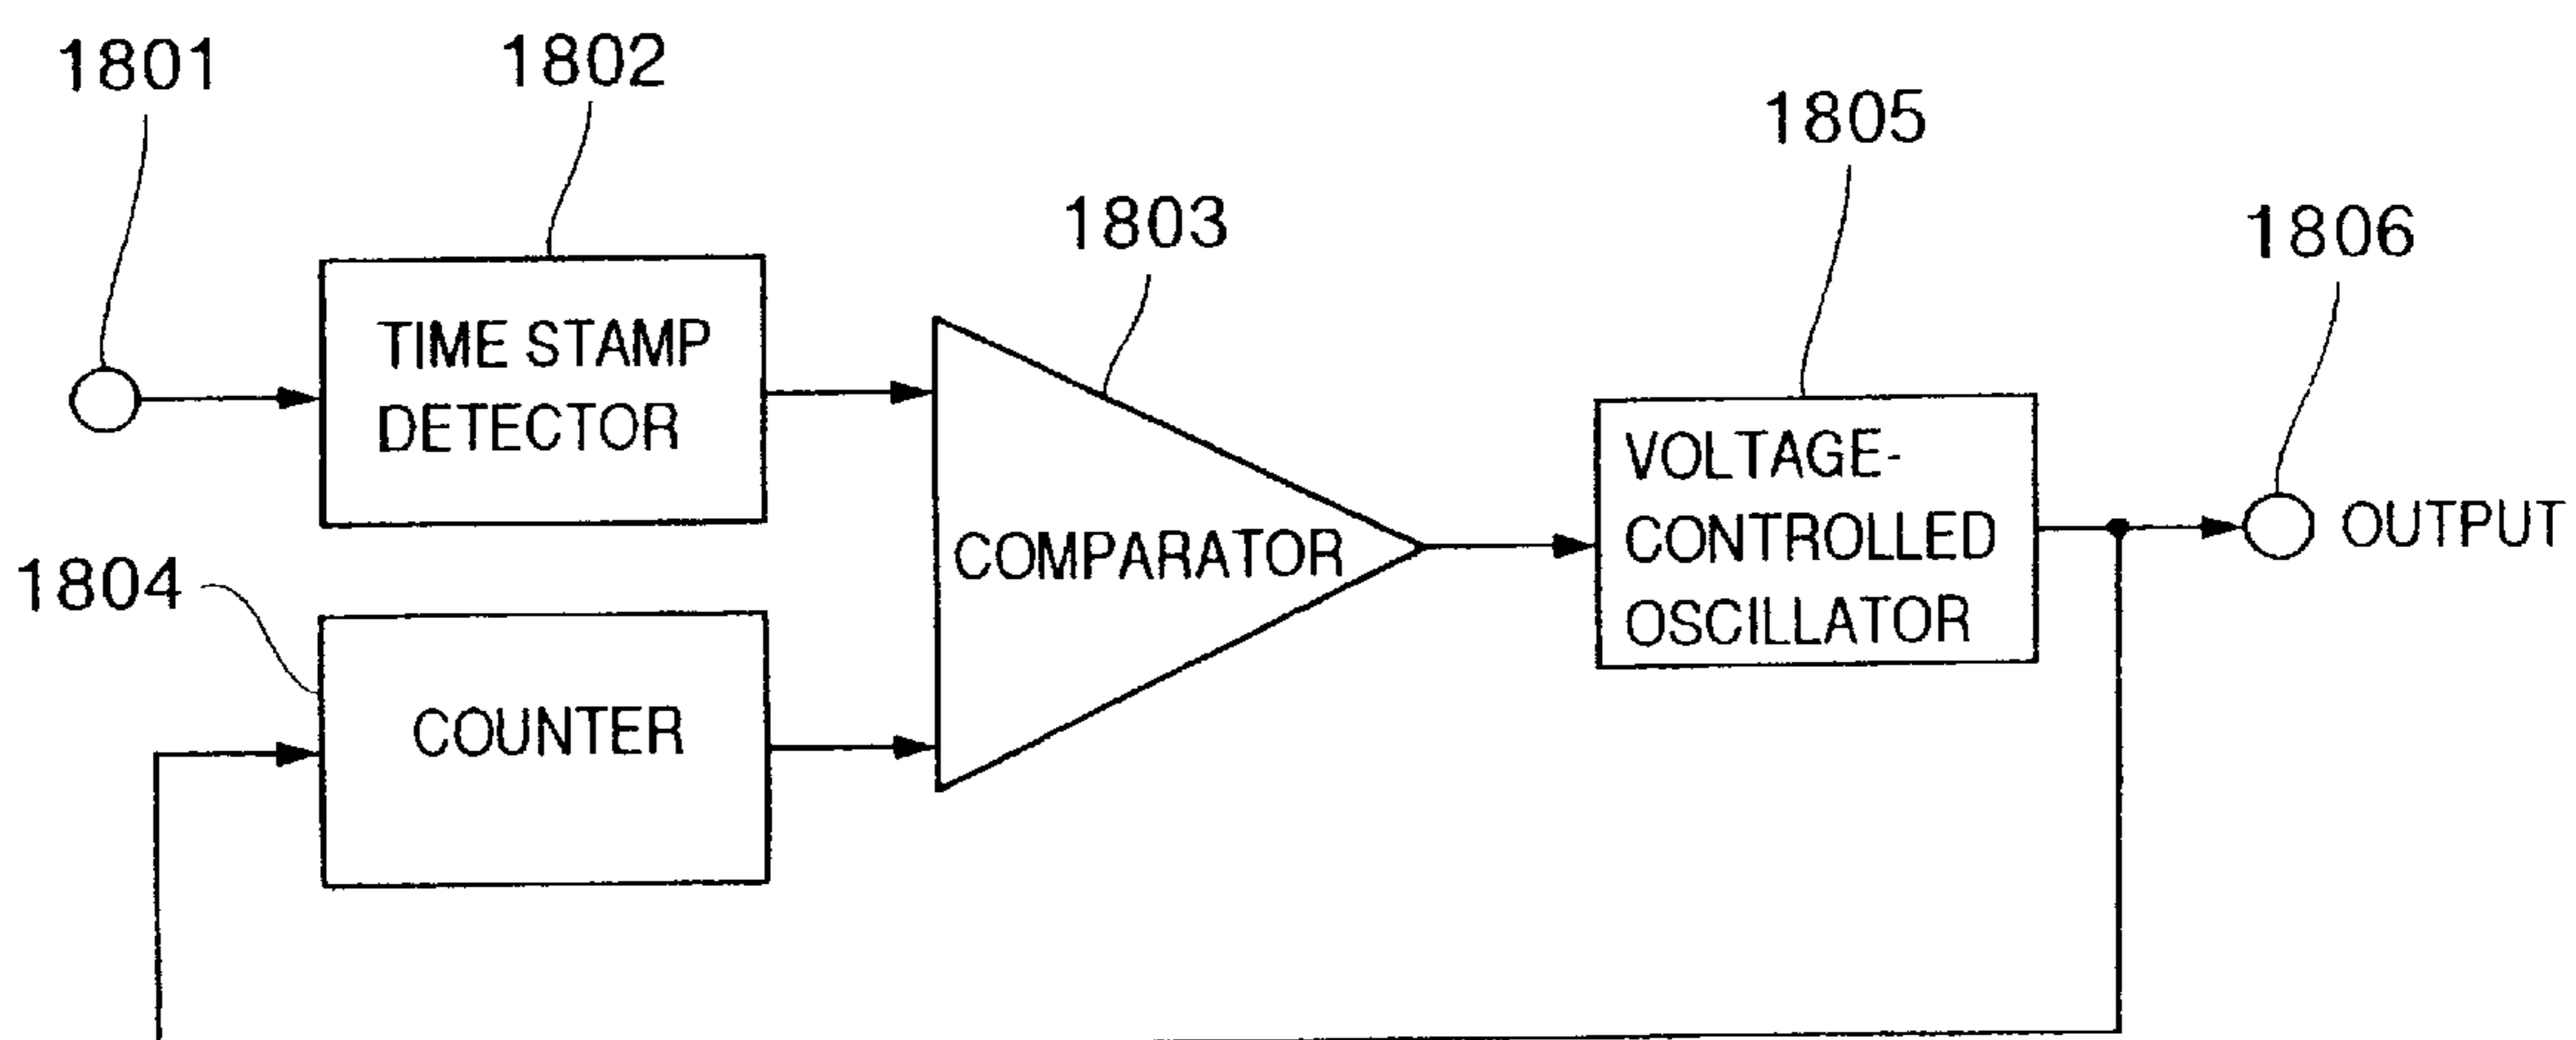 1801
1802
1803
1805
1806
TIME STAMP
DETECTOR
1804
COUNTER
COMPARATOR
VOLTAGE-
CONTROLLED
OSCILLATOR
OUTPUT